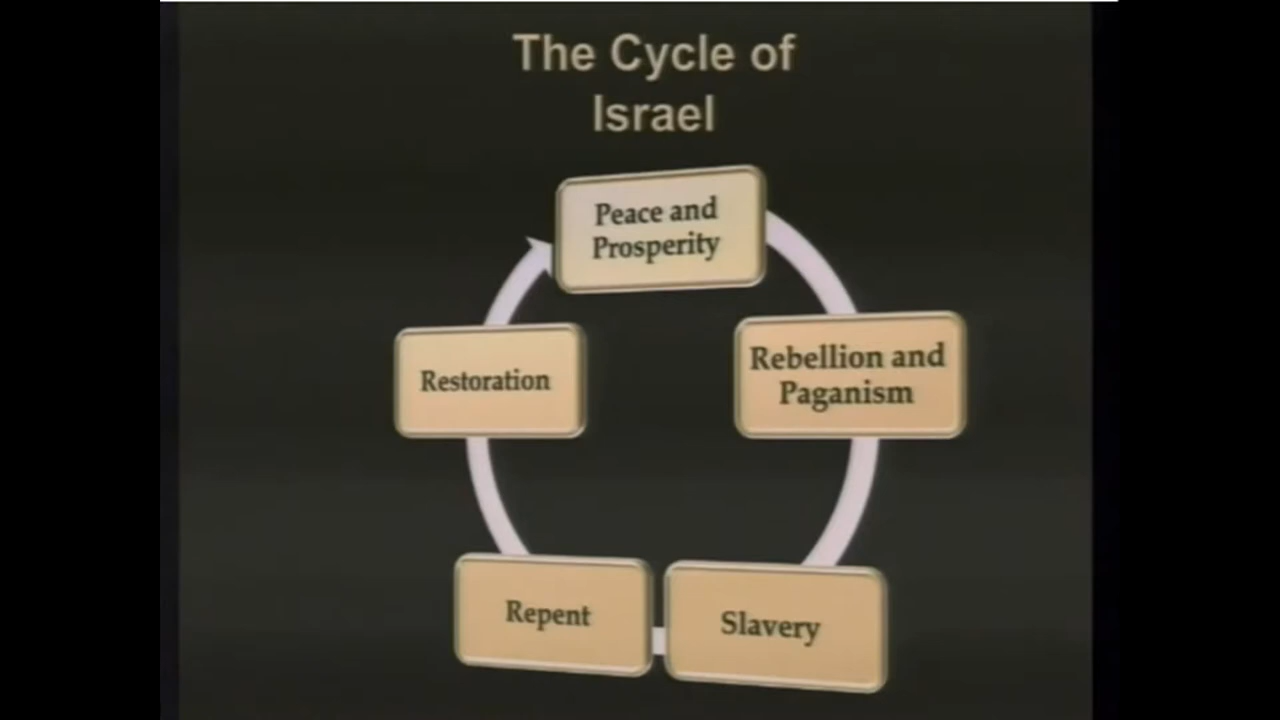 The Cycle of
Israel
Peace and
Prosperity
Rebellion and
Paganism
Slavery
Repent
Restoration